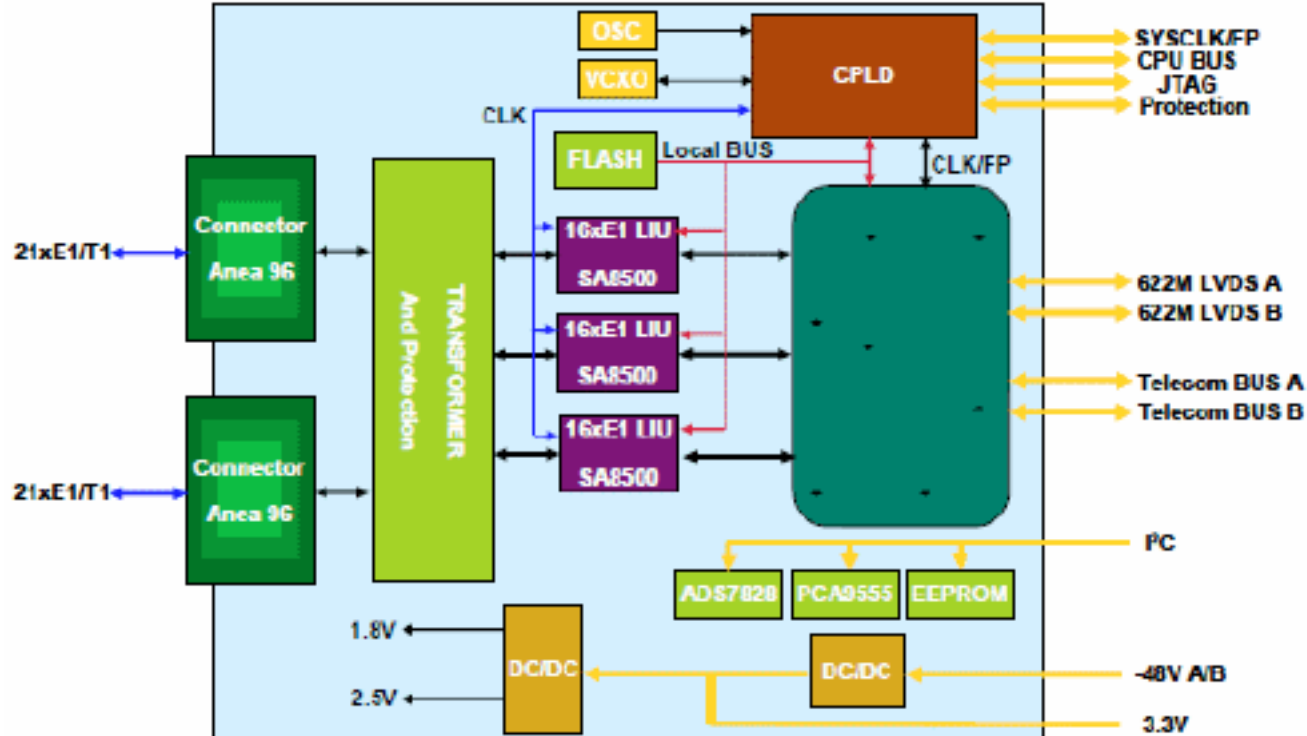 OSC
VCXO
CPLD
SYSCLK/FP
CPU BUS
JTAG
Protection
CLK
FLASH
Local BUS
CLK/FP
21xE1/T1
Connector
Anea 96
TRANSFORMER
And Protection
16xE1 LIU
SA8500
16xE1 LIU
SA8500
16xE1 LIU
SA8500
622M LVDS A
622M LVDS B
Telecom BUS A
Telecom BUS B
21xE1/T1
Connector
Anea 96
I²C
ADS7828
PCA9555
EEPROM
1.8V
2.5V
DC/DC
DC/DC
-48V A/B
3.3V